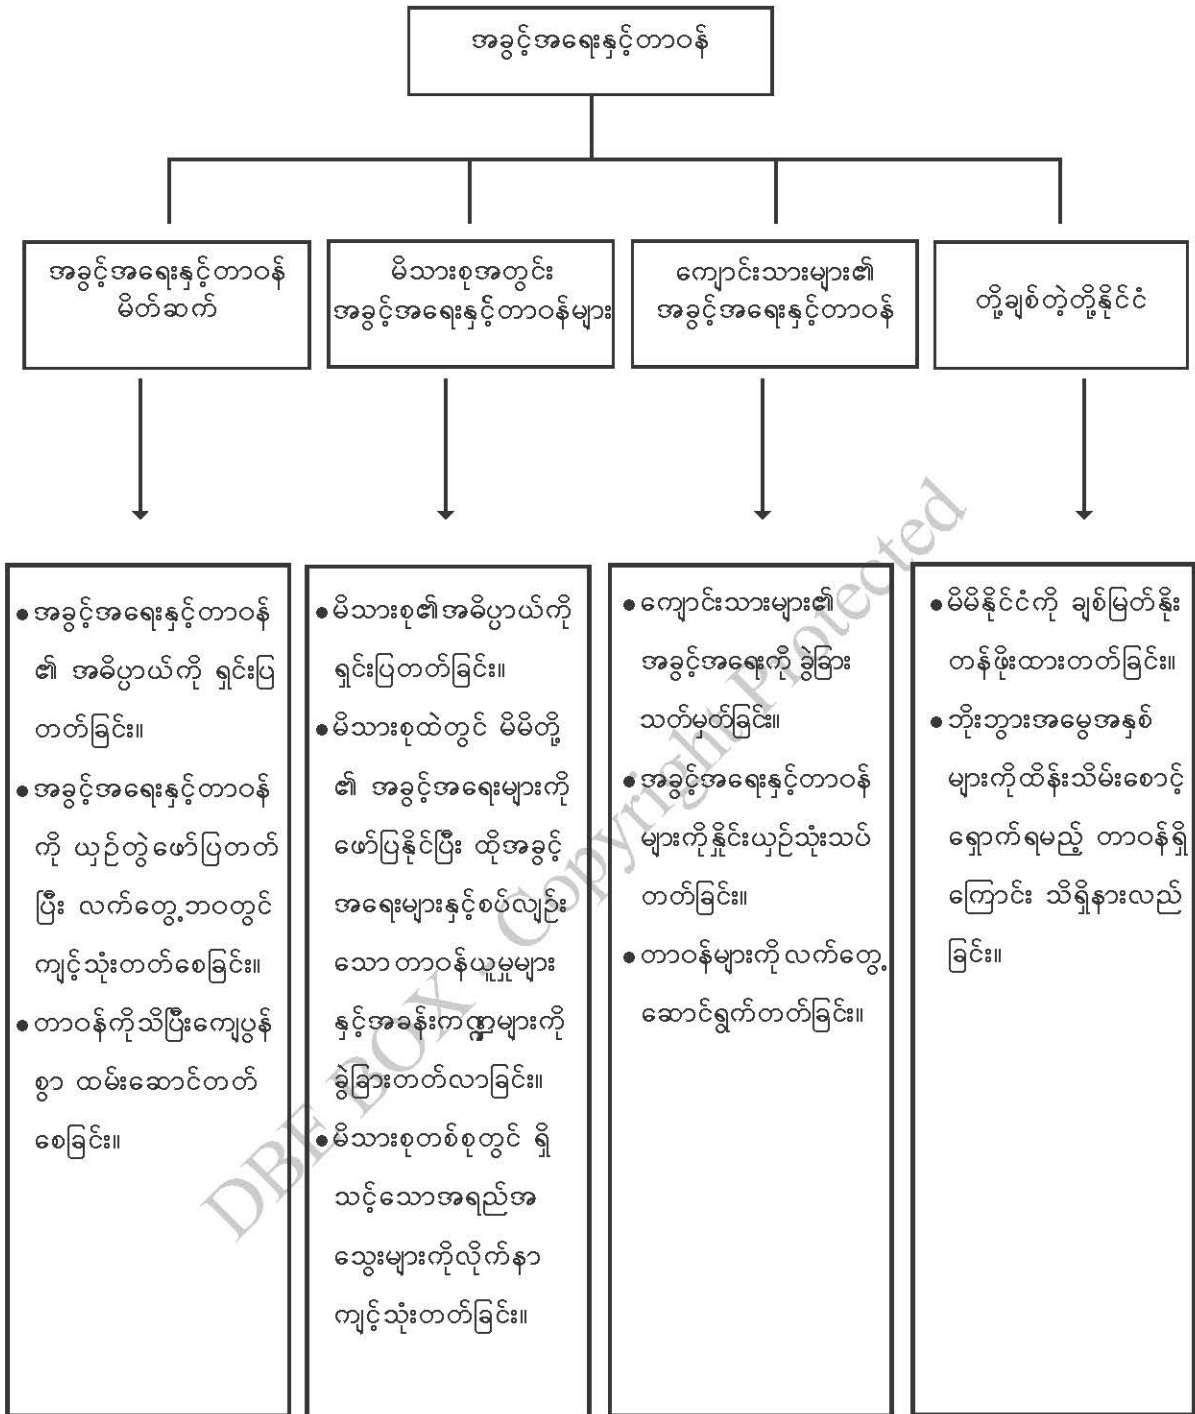 အခွင့်အရေးနှင့်တာဝန်
အခွင့်အရေးနှင့်တာဝန်
မိတ်ဆက်
မိသားစုအတွင်း
အခွင့်အရေးနှင့်တာဝန်များ
ကျောင်းသားများ၏
အခွင့်အရေးနှင့်တာဝန်
တို့ချစ်တဲ့တို့နိုင်ငံ
●အခွင့်အရေးနှင့်တာဝန်
၏ အဓိပ္ပာယ်ကို ရှင်းပြ
တတ်ခြင်း။
●အခွင့်အရေးနှင့်တာဝန်
ကို ယှဉ်တွဲဖော်ပြတတ်
ပြီး လက်တွေ့ဘဝတွင်
ကျင့်သုံးတတ်စေခြင်း။
●တာဝန်ကိုသိပြီးကျေပွန်
စွာ ထမ်းဆောင်တတ်
စေခြင်း။
●မိသားစု၏အဓိပ္ပာယ်ကို
ရှင်းပြတတ်ခြင်း။
●မိသားစုထဲတွင် မိမိတို့
၏ အခွင့်အရေးများကို
ဖော်ပြနိုင်ပြီး ထိုအခွင့်
အရေးများနှင့်စပ်လျဉ်း
သော တာဝန်ယူမှုများ
နှင့်အခန်းကဏ္ဍများကို
ခွဲခြားတတ်လာခြင်း။
●မိသားစုတစ်စုတွင် ရှိ
သင့်သောအရည်အ
သွေးများကိုလိုက်နာ
ကျင့်သုံးတတ်ခြင်း။
●ကျောင်းသားများ၏
အခွင့်အရေးကို ခွဲခြား
သတ်မှတ်ခြင်း။
●အခွင့်အရေးနှင့်တာဝန်
များကိုနှိုင်းယှဉ်သုံးသပ်
တတ်ခြင်း။
●တာဝန်များကို လက်တွေ့
ဆောင်ရွက်တတ်ခြင်း။
●မိမိနိုင်ငံကို ချစ်မြတ်နိုး
တန်ဖိုးထားတတ်ခြင်း။
●ဘိုးဘွားအမွေအနှစ်
များကိုထိန်းသိမ်းစောင့်
ရှောက်ရမည့် တာဝန်ရှိ
ကြောင်း သိရှိနားလည်
ခြင်း။
DBE BOX - Copyright Protected